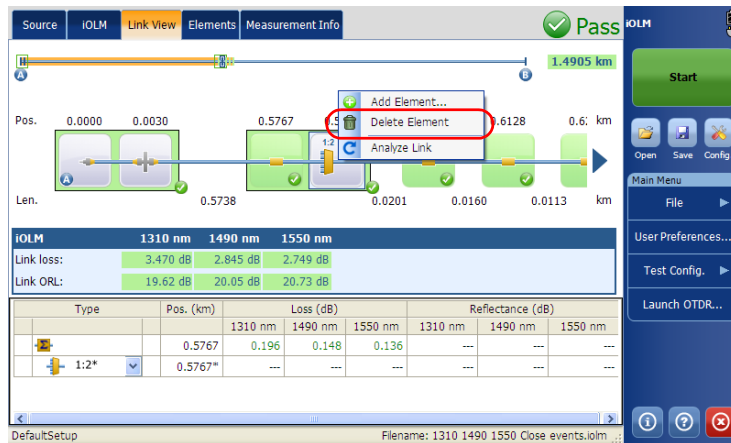 Source iOLM Link View Elements Measurement Info Pass
1.4905 km
A B
Add Element...
Delete Element
Analyze Link
Pos. 0.0000 0.0030 0.5767 0.6128 km
1:2
A
Len. 0.5738 0.0201 0.0160 0.0113 km
iOLM 1310 nm 1490 nm 1550 nm
Link loss: 3.470 dB 2.845 dB 2.749 dB
Link ORL: 19.62 dB 20.05 dB 20.73 dB
Type Pos. (km) Loss (dB) Reflectance (dB)
1310 nm 1490 nm 1550 nm 1310 nm 1490 nm 1550 nm
Σ 0.5767 0.196 0.148 0.136 --- --- ---
1:2* 0.5767* --- --- --- --- --- ---
DefaultSetup Filename: 1310 1490 1550 Close events.iolm
iOLM
Start
Open Save Config
Main Menu
File
User Preferences...
Test Config.
Launch OTDR...